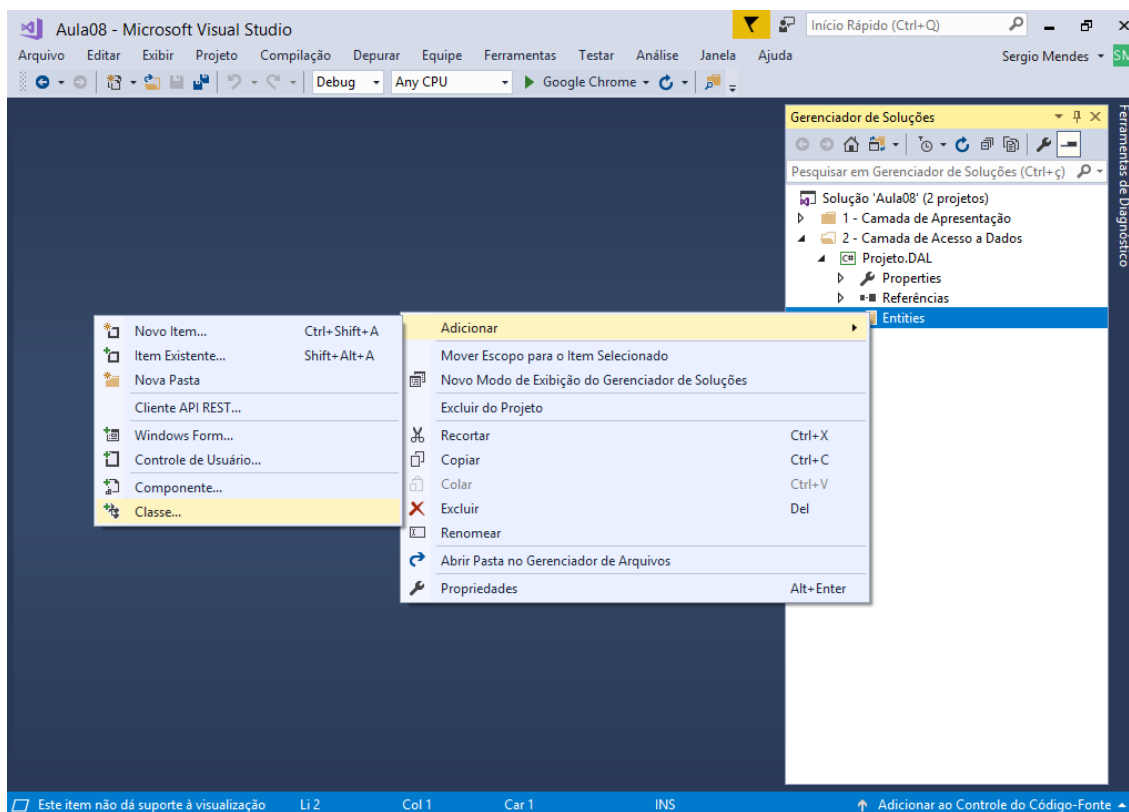 Aula08 - Microsoft Visual Studio
Início Rápido (Ctrl+Q)
Arquivo Editar Exibir Projeto Compilação Depurar Equipe Ferramentas Testar Análise Janela Ajuda
Sergio Mendes SN
Debug Any CPU Google Chrome
Gerenciador de Soluções
Pesquisar em Gerenciador de Soluções (Ctrl+ç)
Solução 'Aula08' (2 projetos)
1 - Camada de Apresentação
2 - Camada de Acesso a Dados
C# Projeto.DAL
Properties
Referências
Entities
Ferramentas de Diagnóstico
Adicionar
Mover Escopo para o Item Selecionado
Novo Modo de Exibição do Gerenciador de Soluções
Excluir do Projeto
Recortar Ctrl+X
Copiar Ctrl+C
Colar Ctrl+V
Excluir Del
Renomear
Abrir Pasta no Gerenciador de Arquivos
Propriedades Alt+Enter
Novo Item... Ctrl+Shift+A
Item Existente... Shift+Alt+A
Nova Pasta
Cliente API REST...
Windows Form...
Controle de Usuário...
Componente...
Classe...
Este item não dá suporte à visualização Li 2 Col 1 Car 1 INS Adicionar ao Controle do Código-Fonte